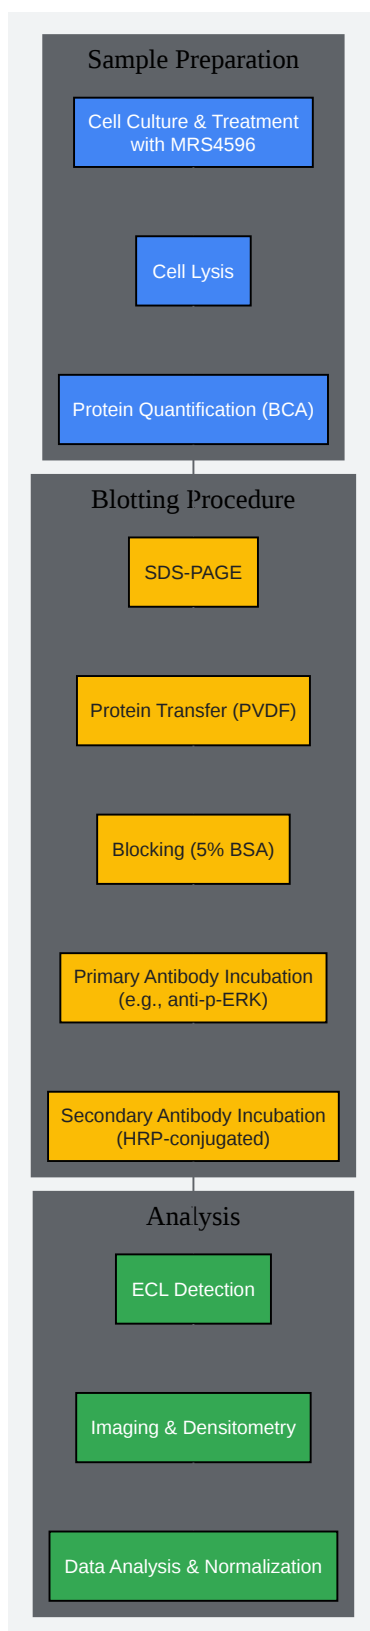 Sample Preparation
Cell Culture & Treatment
with MRS4596
Cell Lysis
Protein Quantification (BCA)
Blotting Procedure
SDS-PAGE
Protein Transfer (PVDF)
Blocking (5% BSA)
Primary Antibody Incubation
(e.g., anti-p-ERK)
Secondary Antibody Incubation
(HRP-conjugated)
Analysis
ECL Detection
Imaging & Densitometry
Data Analysis & Normalization